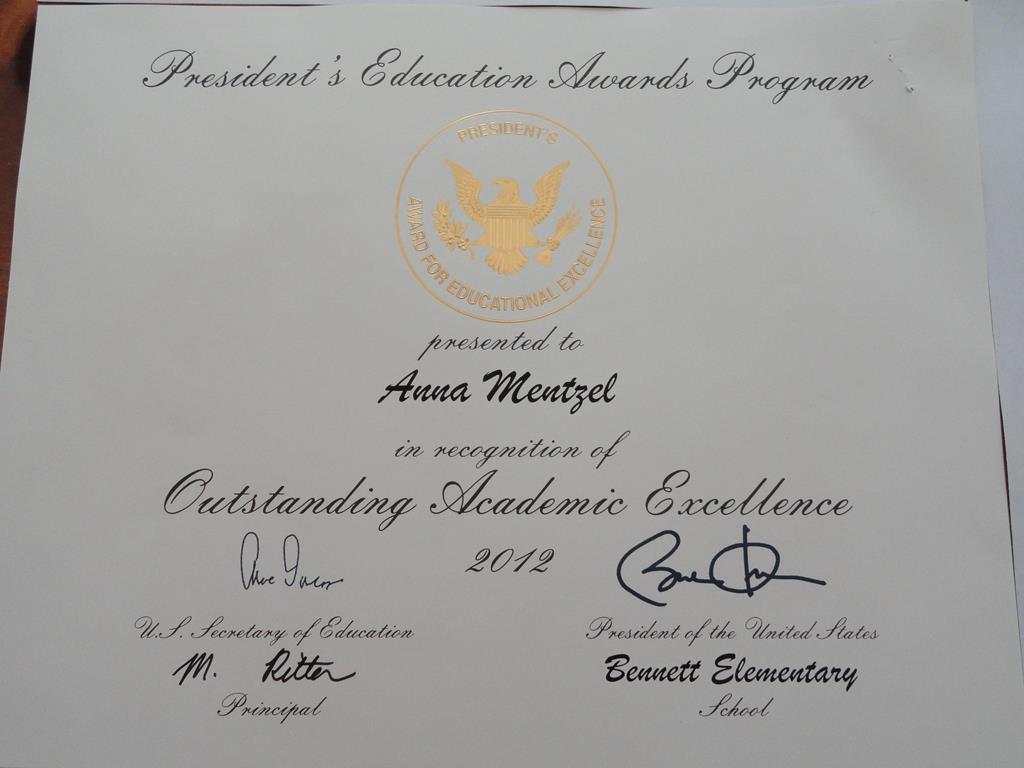 President's Education Awards Program
PRESIDENT'S
AWARD FOR EDUCATIONAL EXCELLENCE
presented to
Anna Mentzel
in recognition of
Outstanding Academic Excellence
2012
U.S. Secretary of Education
President of the United States
M. Ritter
Bennett Elementary
Principal
School